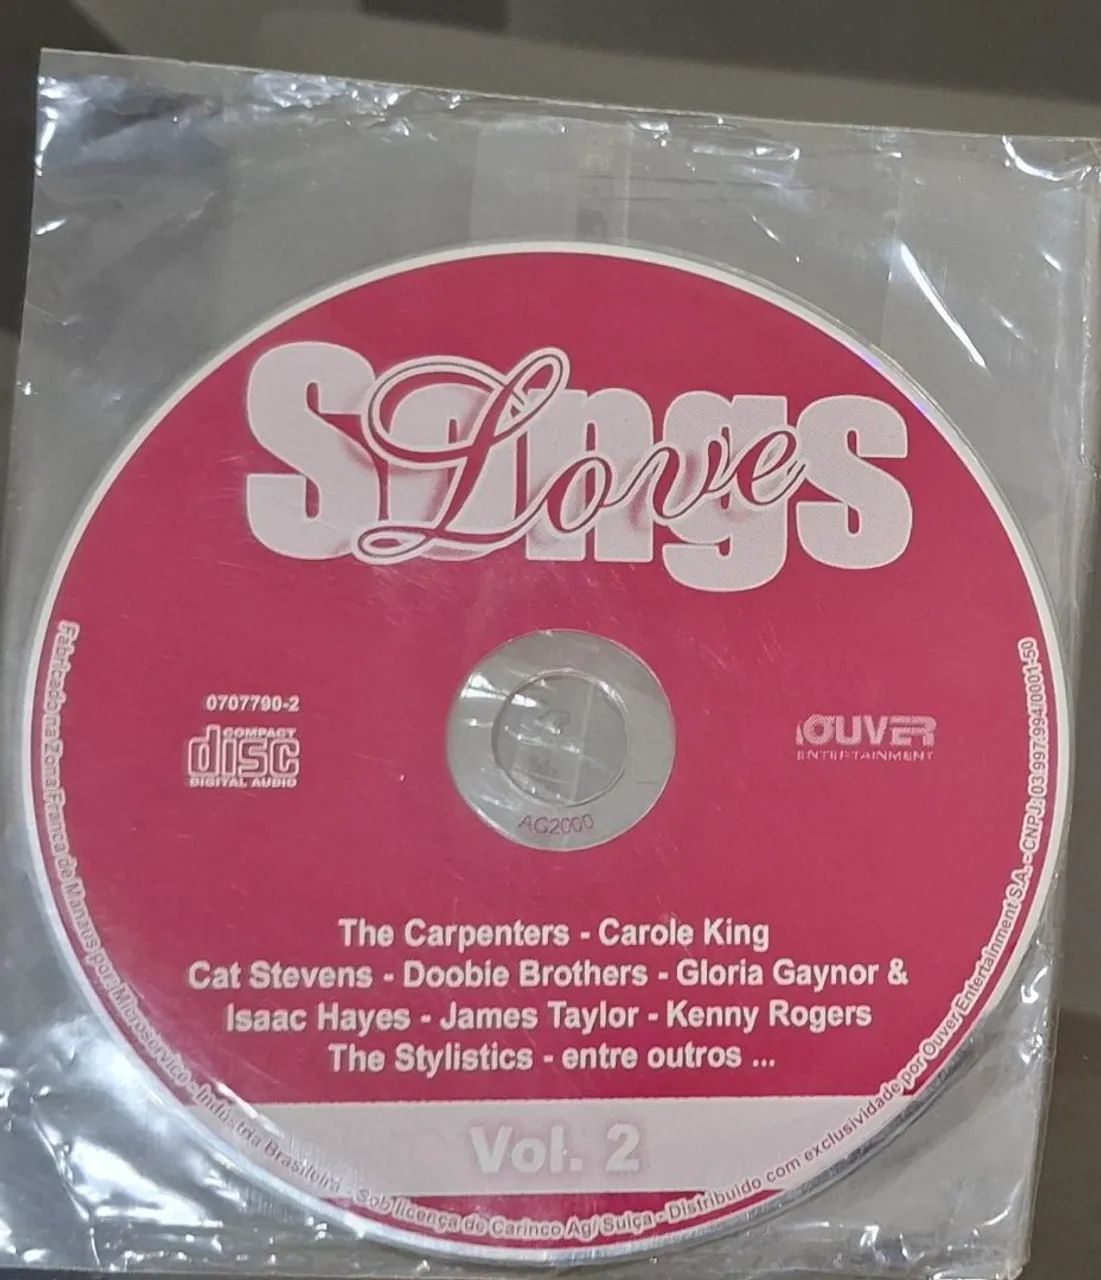 Love Songs
0707790-2
COMPACT
disc
DIGITAL AUDIO
OUVER
ENTERTAINMENT
AG2000
The Carpenters - Carole King
Cat Stevens - Doobie Brothers - Gloria Gaynor &
Isaac Hayes - James Taylor - Kenny Rogers
The Stylistics - entre outros ...
Vol. 2
Fabricado na Zona Franca de Manaus por Microservice - Indústria Brasileira - Sob licença de Carinco Ag/ Suíça - Distribuido com exclusividade por Ouver Entertainment S.A. - CNPJ: 03.997.994/0001-50